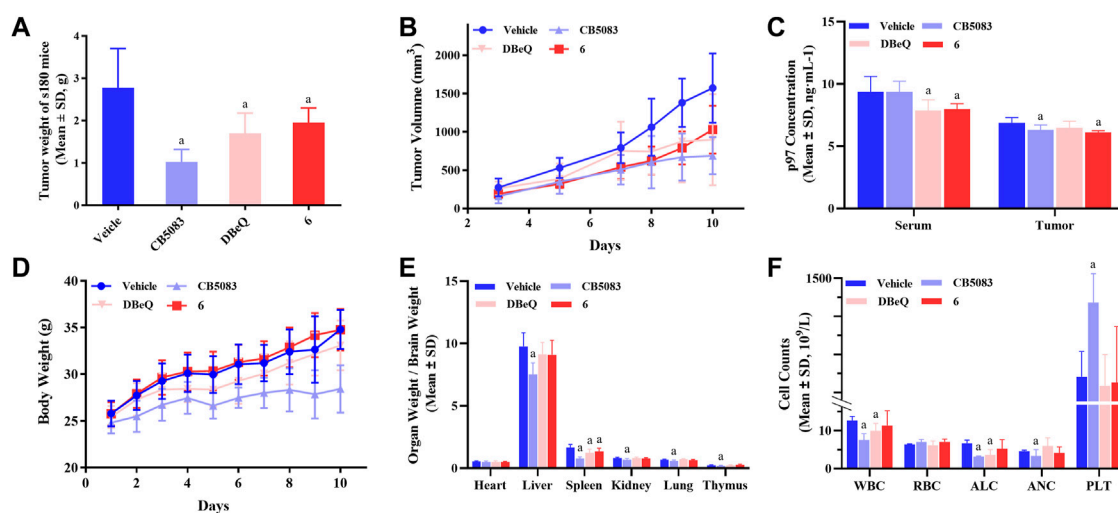 A
Tumor weight of s180 mice
(Mean ± SD, g)
4
3
2
1
0
a
a
a
Veicle
CB5083
DBeQ
6
B
Vehicle
CB5083
DBeQ
6
Tumor Volumne (mm³)
2000
1500
1000
500
0
2
4
6
8
10
Days
C
Vehicle
CB5083
DBeQ
6
p97 Concentration
(Mean ± SD, ng·mL-1)
15
10
5
0
a
a
a
a
Serum
Tumor
D
Vehicle
CB5083
DBeQ
6
Body Weight (g)
40
35
30
25
20
0
2
4
6
8
10
Days
E
Vehicle
CB5083
DBeQ
6
Organ Weight / Brain Weight
(Mean ± SD)
15
10
5
0
a
a
a
a
a
a
a
Heart
Liver
Spleen
Kidney
Lung
Thymus
F
Vehicle
CB5083
DBeQ
6
Cell Counts
(Mean ± SD, 10⁹/L)
1500
10
0
a
a
a
a
a
a
WBC
RBC
ALC
ANC
PLT